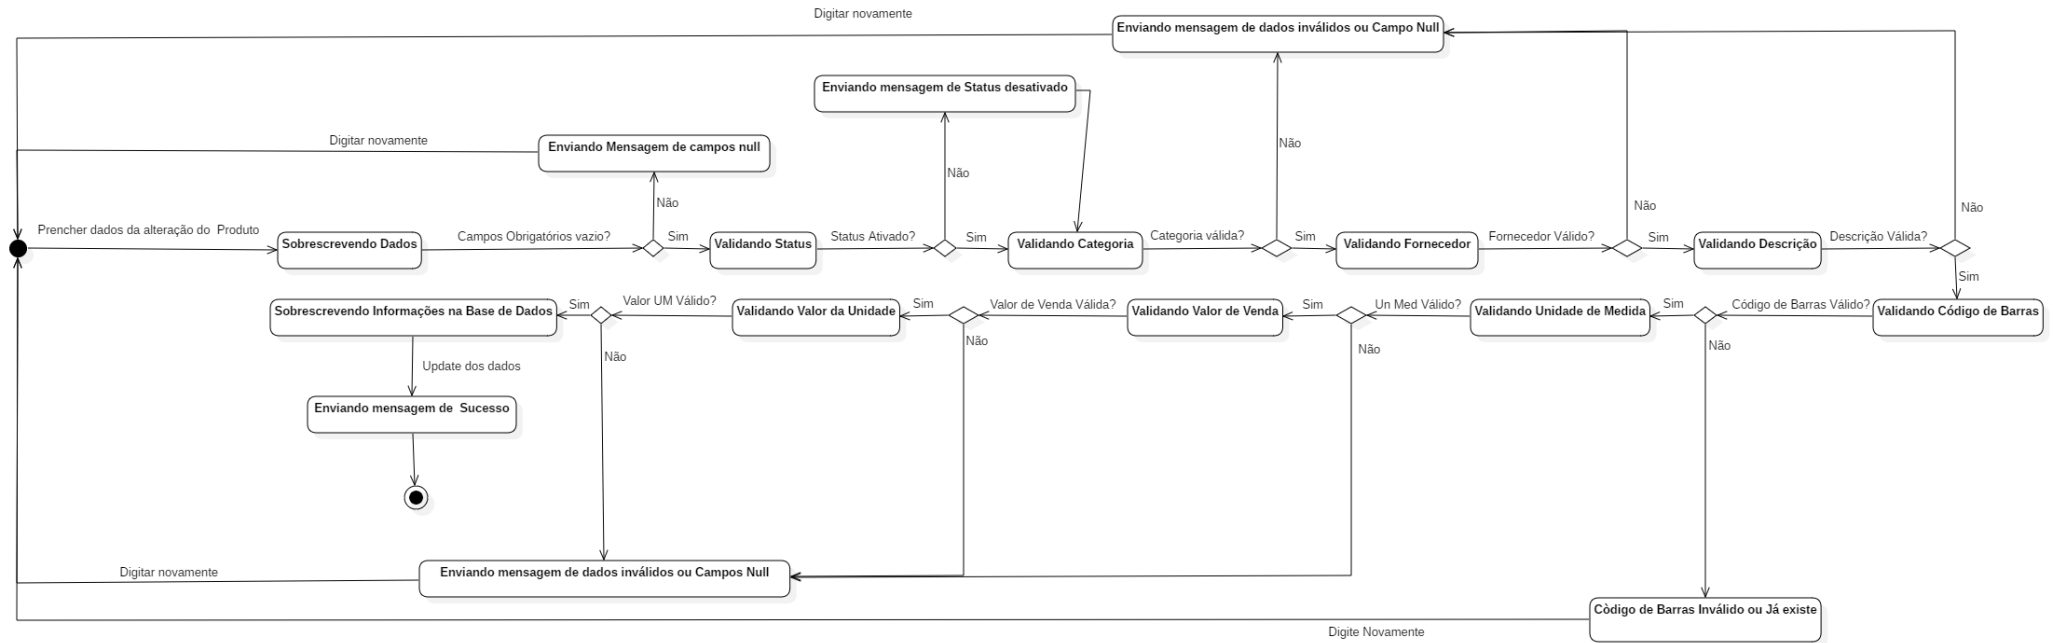 Digitar novamente
Enviando mensagem de dados inválidos ou Campo Null
Enviando mensagem de Status desativado
Digitar novamente
Enviando Mensagem de campos null
Não
Não
Não
Não
Não
Prencher dados da alteração do  Produto
Sobrescrevendo Dados
Campos Obrigatórios vazio?
Sim
Validando Status
Status Ativado?
Sim
Validando Categoria
Categoria válida?
Sim
Validando Fornecedor
Fornecedor Válido?
Sim
Validando Descrição
Descrição Válida?
Sim
Sobrescrevendo Informações na Base de Dados
Sim
Valor UM Válido?
Validando Valor da Unidade
Sim
Valor de Venda Válida?
Validando Valor de Venda
Sim
Un Med Válido?
Validando Unidade de Medida
Sim
Código de Barras Válido?
Validando Código de Barras
Não
Não
Não
Não
Update dos dados
Enviando mensagem de  Sucesso
Digitar novamente
Enviando mensagem de dados inválidos ou Campos Null
Còdigo de Barras Inválido ou Já existe
Digite Novamente